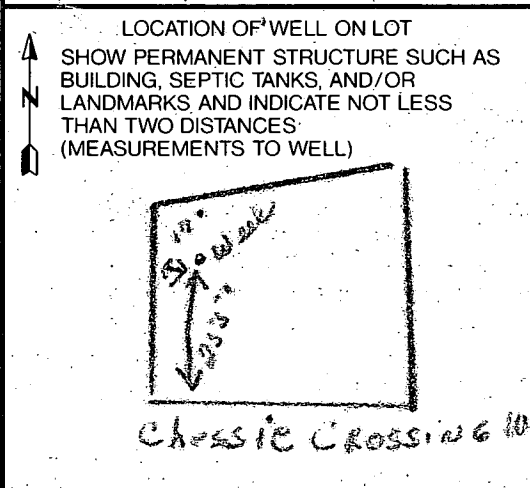 LOCATION OF WELL ON LOT
SHOW PERMANENT STRUCTURE SUCH AS
BUILDING, SEPTIC TANKS, AND/OR
N LANDMARKS AND INDICATE NOT LESS
THAN TWO DISTANCES
(MEASUREMENTS TO WELL)
Well
Chessie CROSSING